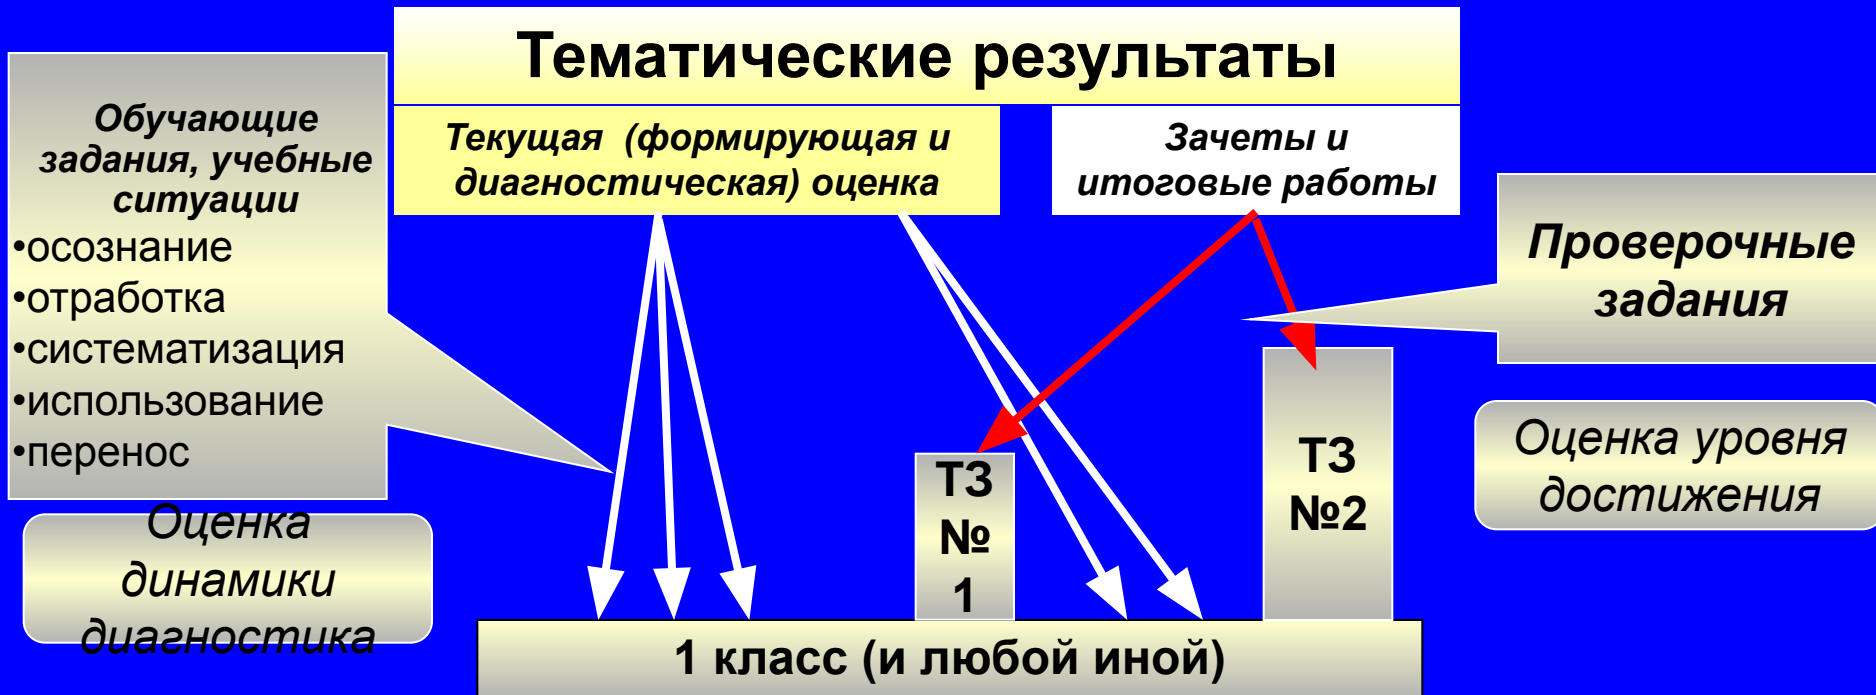 Тематические результаты
Обучающие
задания, учебные
ситуации
•осознание
•отработка
•систематизация
•использование
•перенос
Текущая (формирующая и
диагностическая) оценка
Зачеты и
итоговые работы
Проверочные
задания
Оценка уровня
достижения
Оценка
динамики
диагностика
ТЗ
№
1
ТЗ
№2
1 класс (и любой иной)